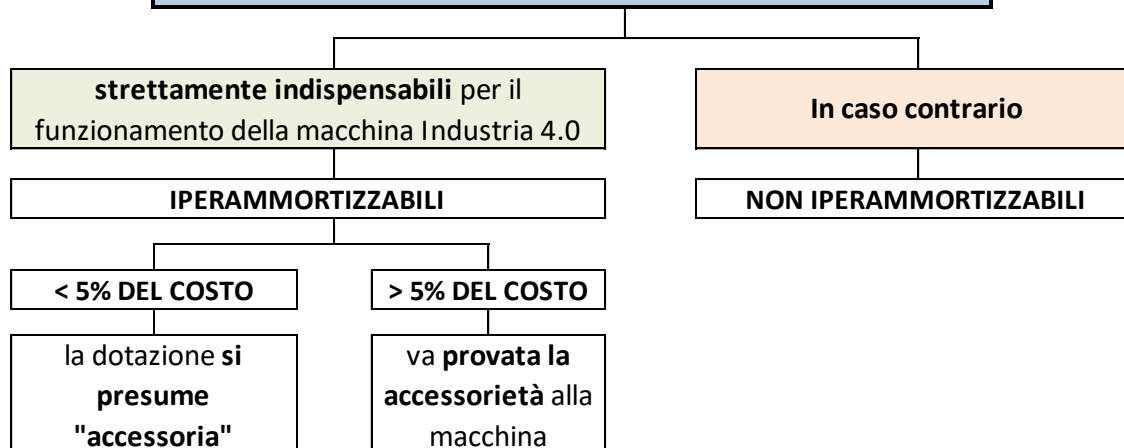 strettamente indispensabili per il
funzionamento della macchina Industria 4.0
In caso contrario
IPERAMMORTIZZABILI
NON IPERAMMORTIZZABILI
< 5% DEL COSTO
> 5% DEL COSTO
la dotazione si
presume
"accessoria"
va provata la
accessorietà alla
macchina